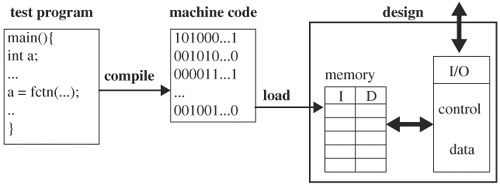 test program
main(){
int a;
...
a = fctn(...);
..
}
compile
machine code
101000...1
001010...0
000011...1
...
001001...0
load
design
memory
I D
I/O
control
data